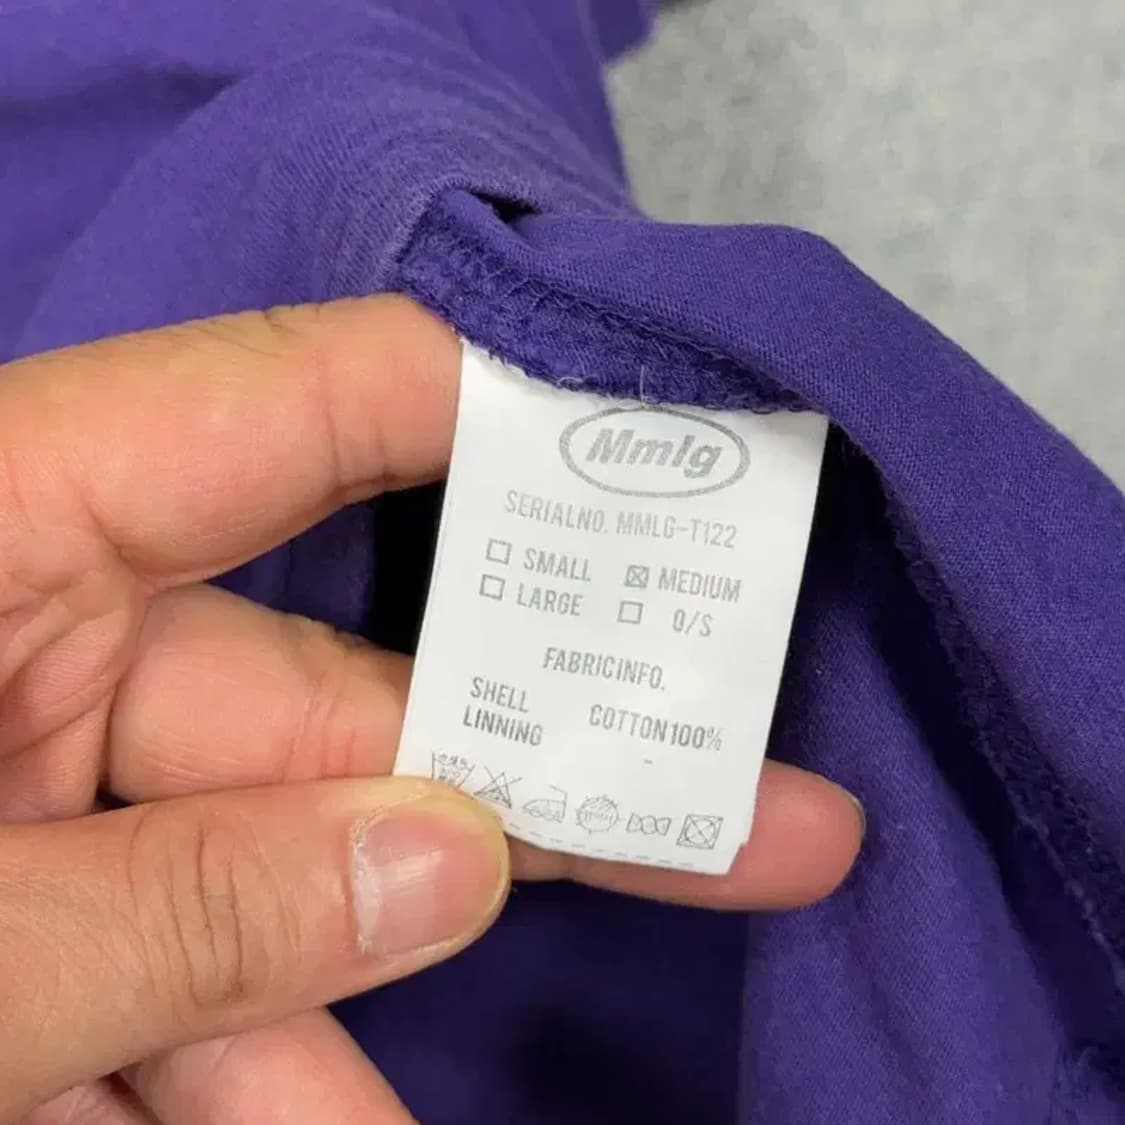 Mmlg
SERIALNO. MMLG-T122
SMALL MEDIUM
LARGE O/S
FABRICINFO.
SHELL COTTON100%
LINNING -